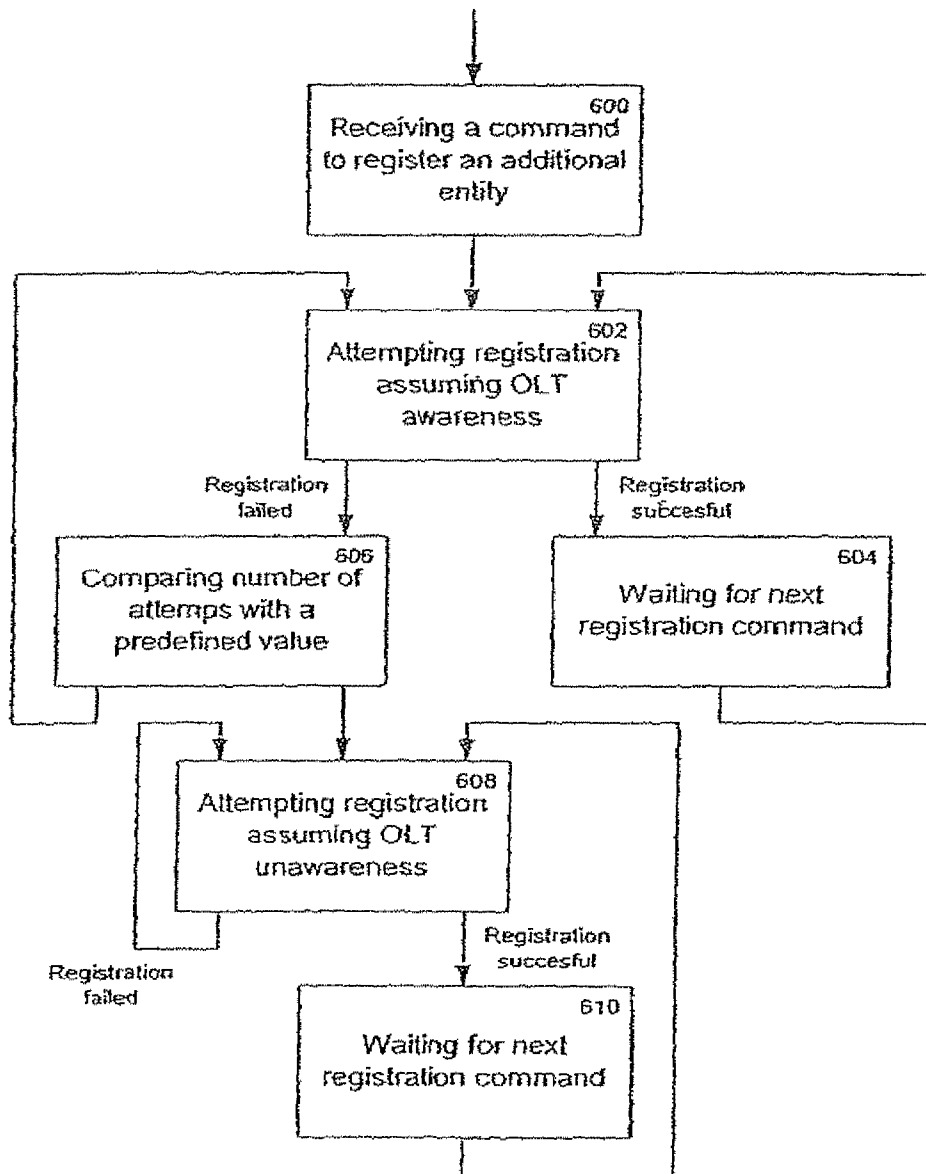 600
Receiving a command
to register an additional
entity
602
Attempting registration
assuming OLT
awareness
Registration
failed
Registration
succesful
606
Comparing number of
attemps with a
predefined value
604
Waiting for next
registration command
608
Attempting registration
assuming OLT
unawareness
Registration
failed
Registration
succesful
610
Waiting for next
registration command